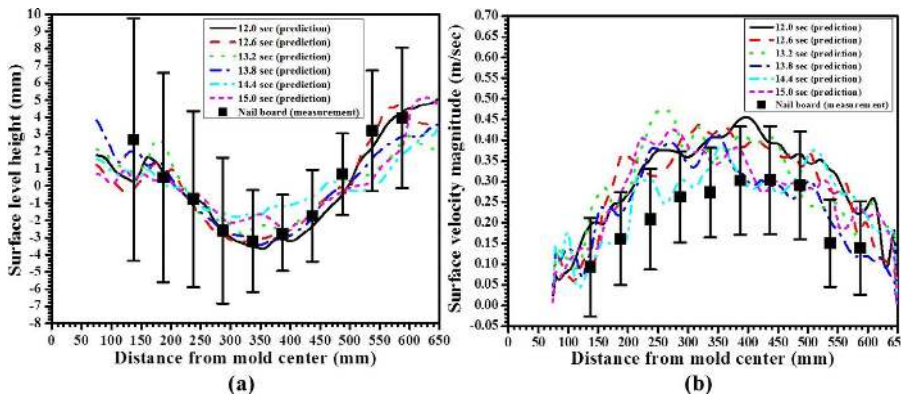 10
9
8
7
6
5
4
3
2
1
0
-1
-2
-3
-4
-5
-6
-7
-8
Surface level height (mm)
12.0 sec (prediction)
12.6 sec (prediction)
13.2 sec (prediction)
13.8 sec (prediction)
14.4 sec (prediction)
15.0 sec (prediction)
Nail board (measurement)
0 50 100 150 200 250 300 350 400 450 500 550 600 650
Distance from mold center (mm)
(a)
0.70
0.65
0.60
0.55
0.50
0.45
0.40
0.35
0.30
0.25
0.20
0.15
0.10
0.05
0.00
-0.05
Surface velocity magnitude (m/sec)
12.0 sec (prediction)
12.6 sec (prediction)
13.2 sec (prediction)
13.8 sec (prediction)
14.4 sec (prediction)
15.0 sec (prediction)
Nail board (measurement)
0 50 100 150 200 250 300 350 400 450 500 550 600 65
Distance from mold center (mm)
(b)